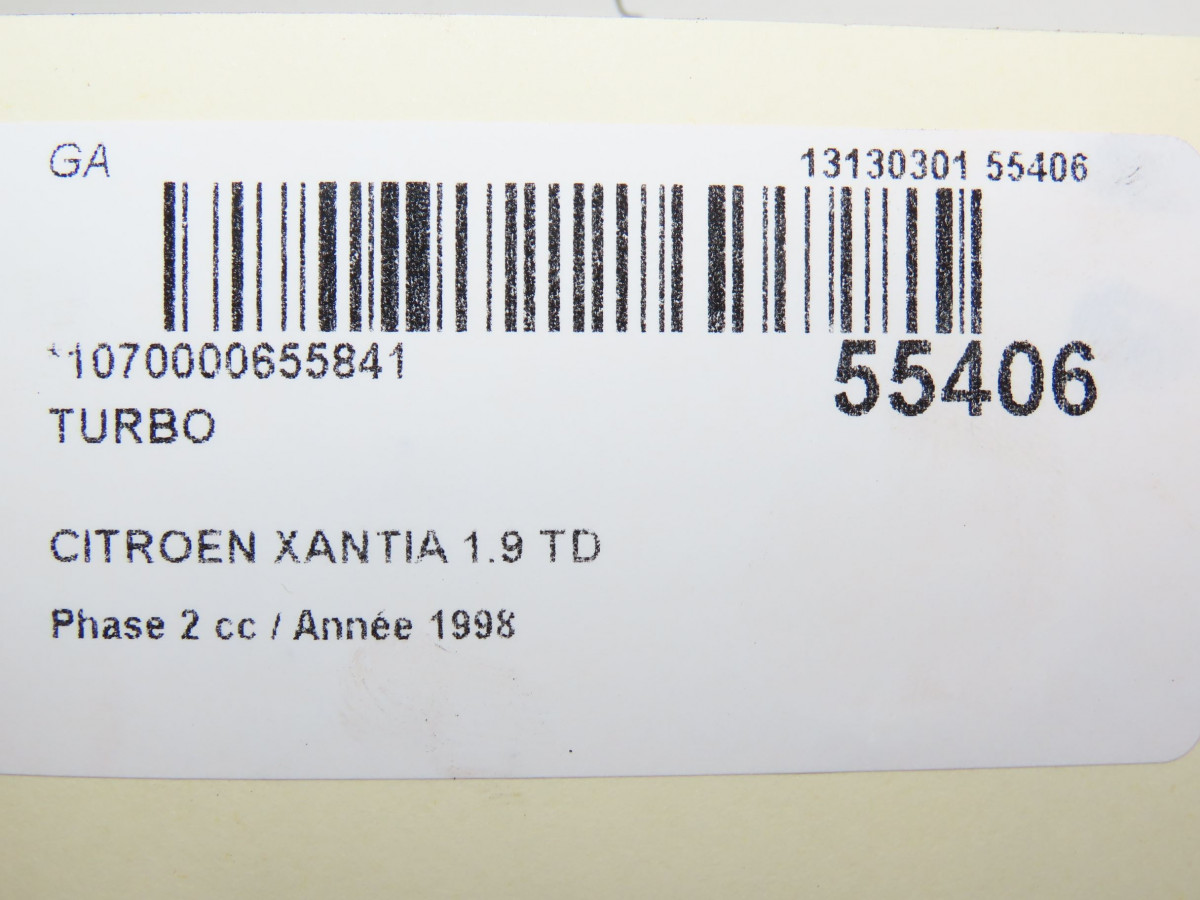 GA
13130301 55406
*1070000655841
55406
TURBO
CITROEN XANTIA 1.9 TD
Phase 2 cc / Année 1998